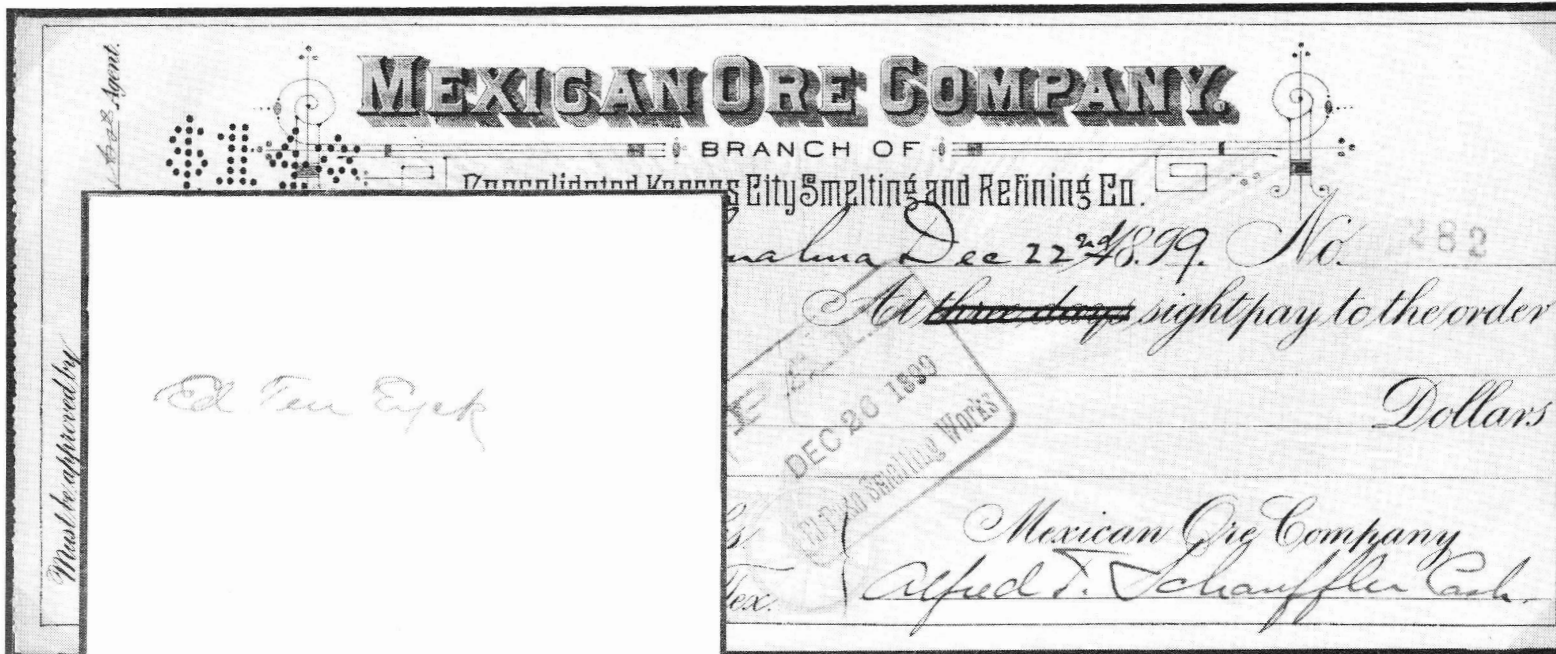 Agent.
MEXICAN ORE COMPANY.
$1
BRANCH OF
Consolidated Kansas City Smelting and Refining Co.
Dec 22nd 1899. No. 282
At three days sight pay to the order
Ed Ten Eyck
DEC 26 1899
Dollars
El Paso Smelting Works
Must be approved by
Mexican Ore Company
Tex.
Alfred T. Schauffler Cash.